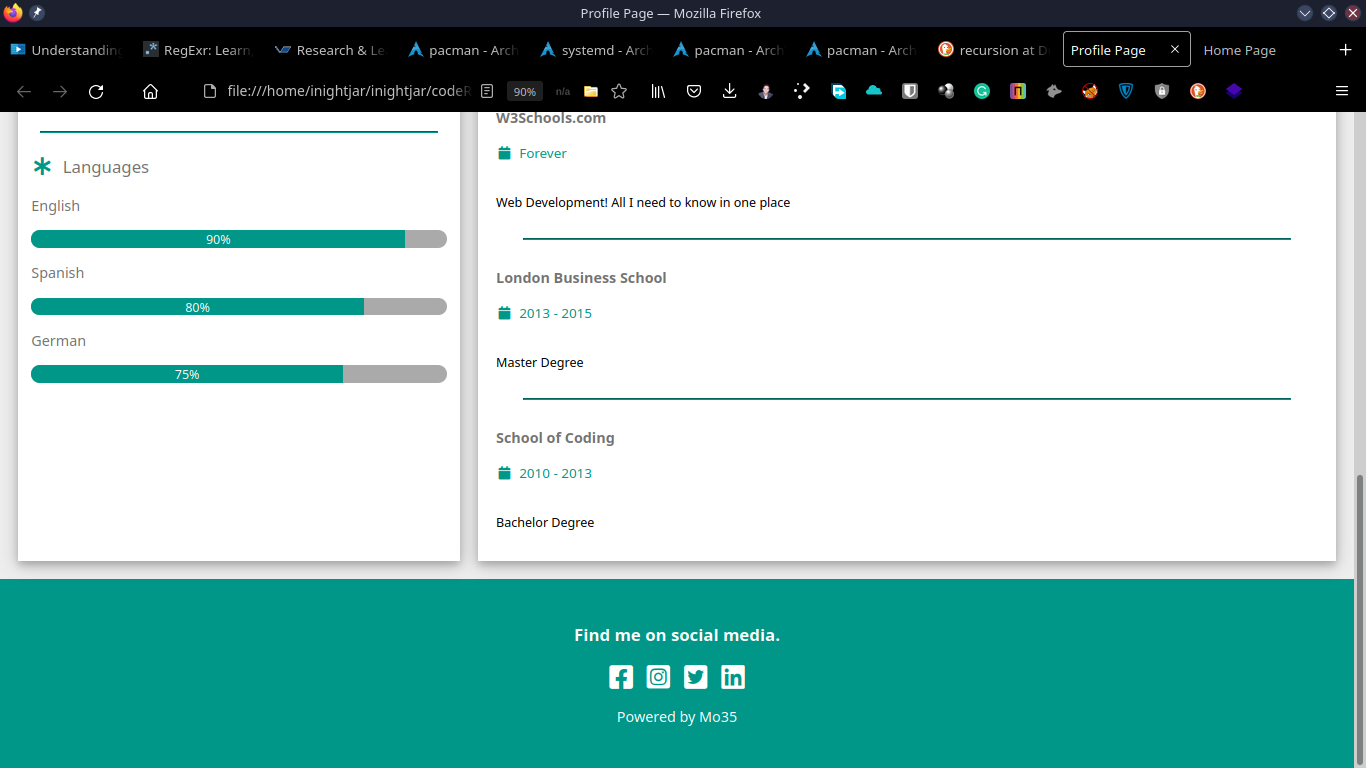 Profile Page — Mozilla Firefox
Understanding
RegExr: Learn,
Research & Le
pacman - Arch
systemd - Arch
pacman - Arch
pacman - Arch
recursion at D
Profile Page
Home Page
file:///home/inightjar/inightjar/codeR
90%
n/a
Languages
English
90%
Spanish
80%
German
75%
W3Schools.com
Forever
Web Development! All I need to know in one place
London Business School
2013 - 2015
Master Degree
School of Coding
2010 - 2013
Bachelor Degree
Find me on social media.
Powered by Mo35